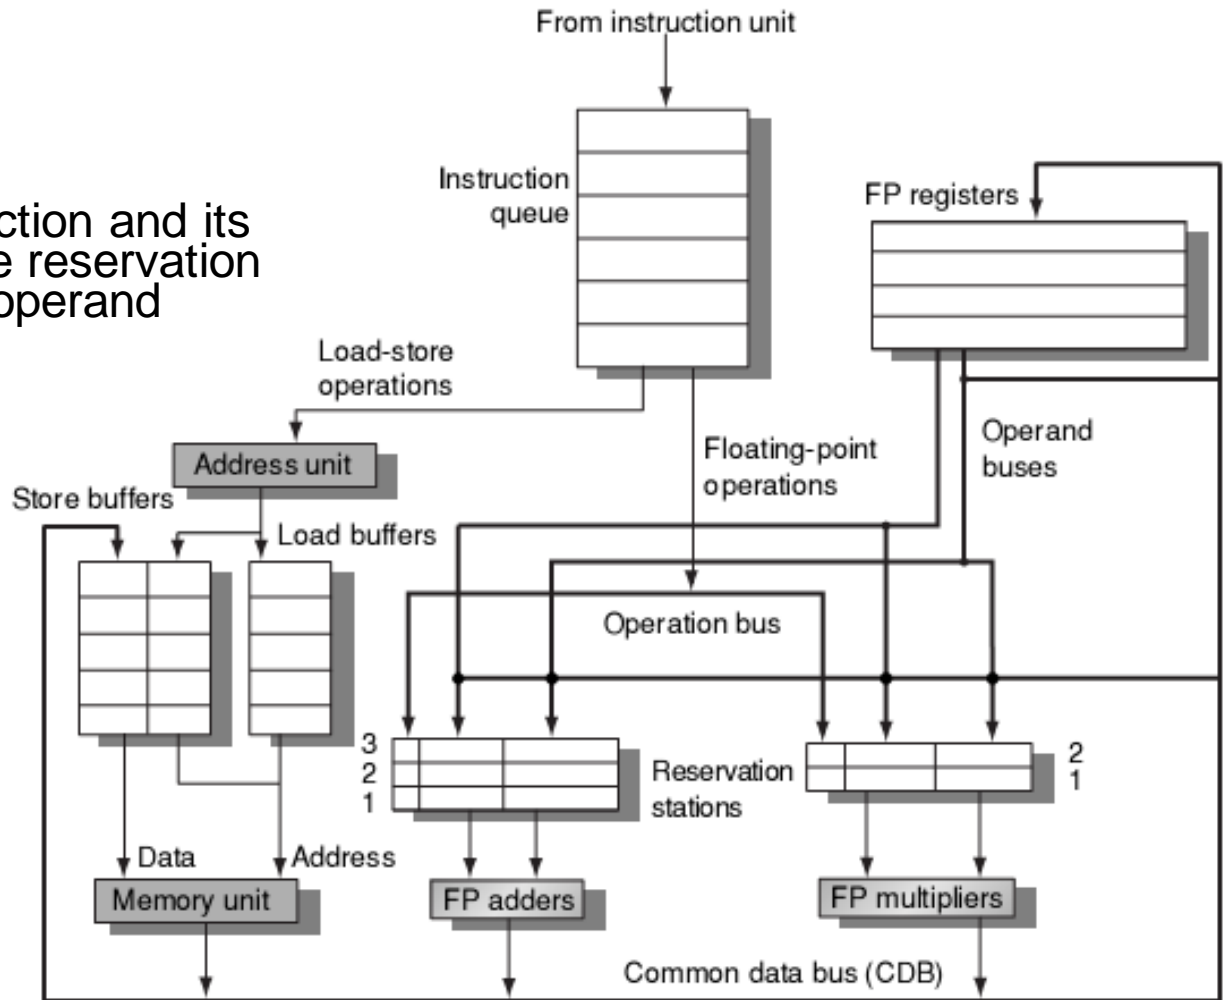 From instruction unit
Instruction
queue
FP registers
ction and its
e reservation
operand
Load-store
operations
Address unit
Floating-point
operations
Operand
buses
Store buffers
Load buffers
Operation bus
3
2
1
Reservation
stations
2
1
Data
Address
Memory unit
FP adders
FP multipliers
Common data bus (CDB)